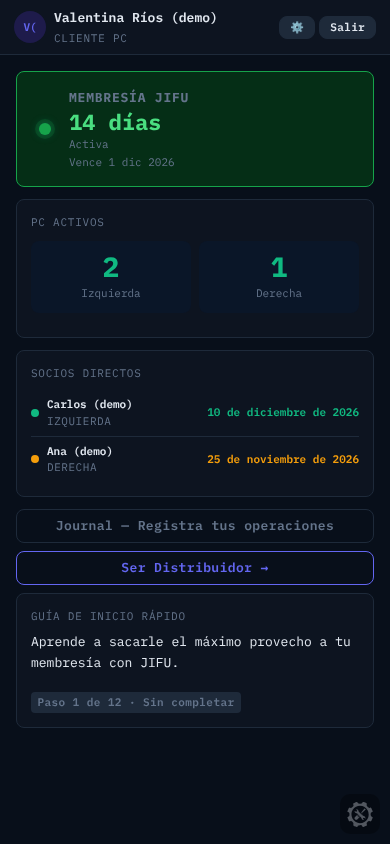 V(
Valentina Ríos (demo)
CLIENTE PC
Salir
MEMBRESÍA JIFU
14 días
Activa
Vence 1 dic 2026
PC ACTIVOS
2
Izquierda
1
Derecha
SOCIOS DIRECTOS
Carlos (demo)
IZQUIERDA
10 de diciembre de 2026
Ana (demo)
DERECHA
25 de noviembre de 2026
Journal — Registra tus operaciones
Ser Distribuidor →
GUÍA DE INICIO RÁPIDO
Aprende a sacarle el máximo provecho a tu
membresía con JIFU.
Paso 1 de 12 · Sin completar